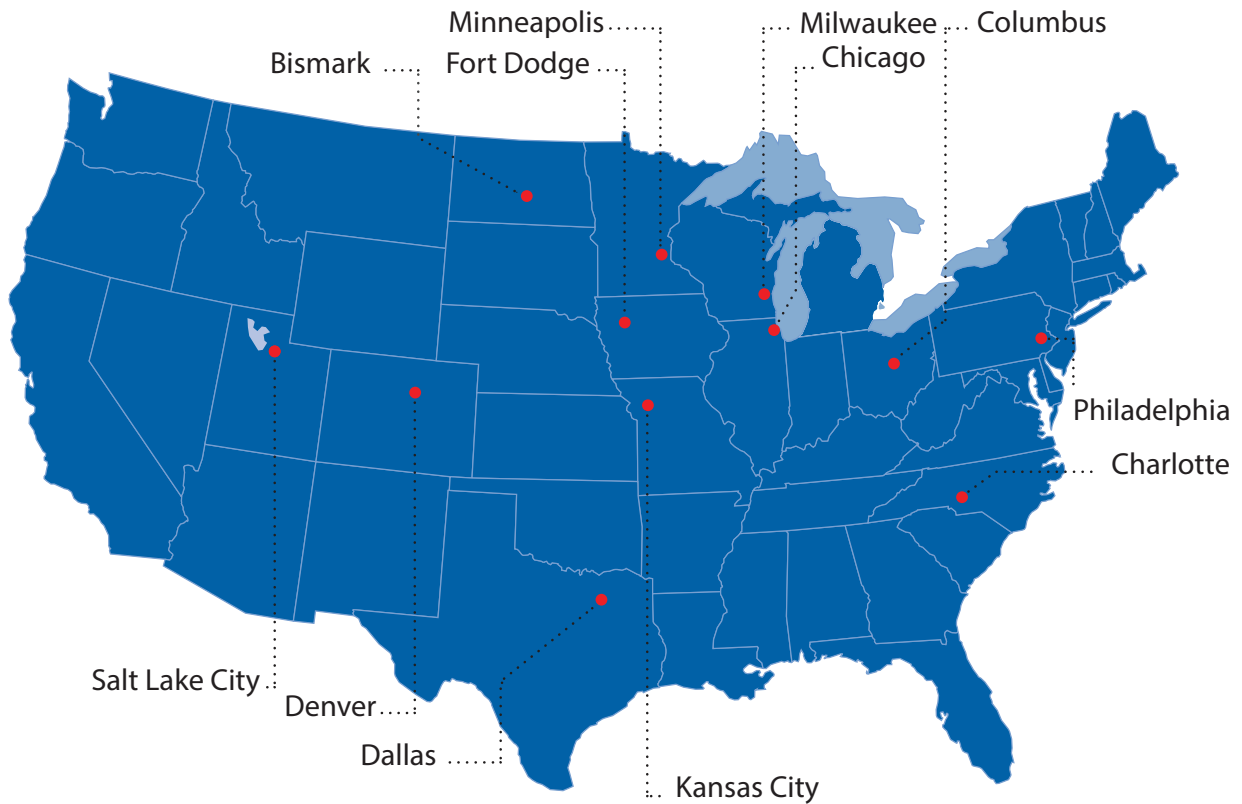 Minneapolis
Milwaukee
Columbus
Bismark
Fort Dodge
Chicago
Philadelphia
Charlotte
Salt Lake City
Denver
Dallas
Kansas City